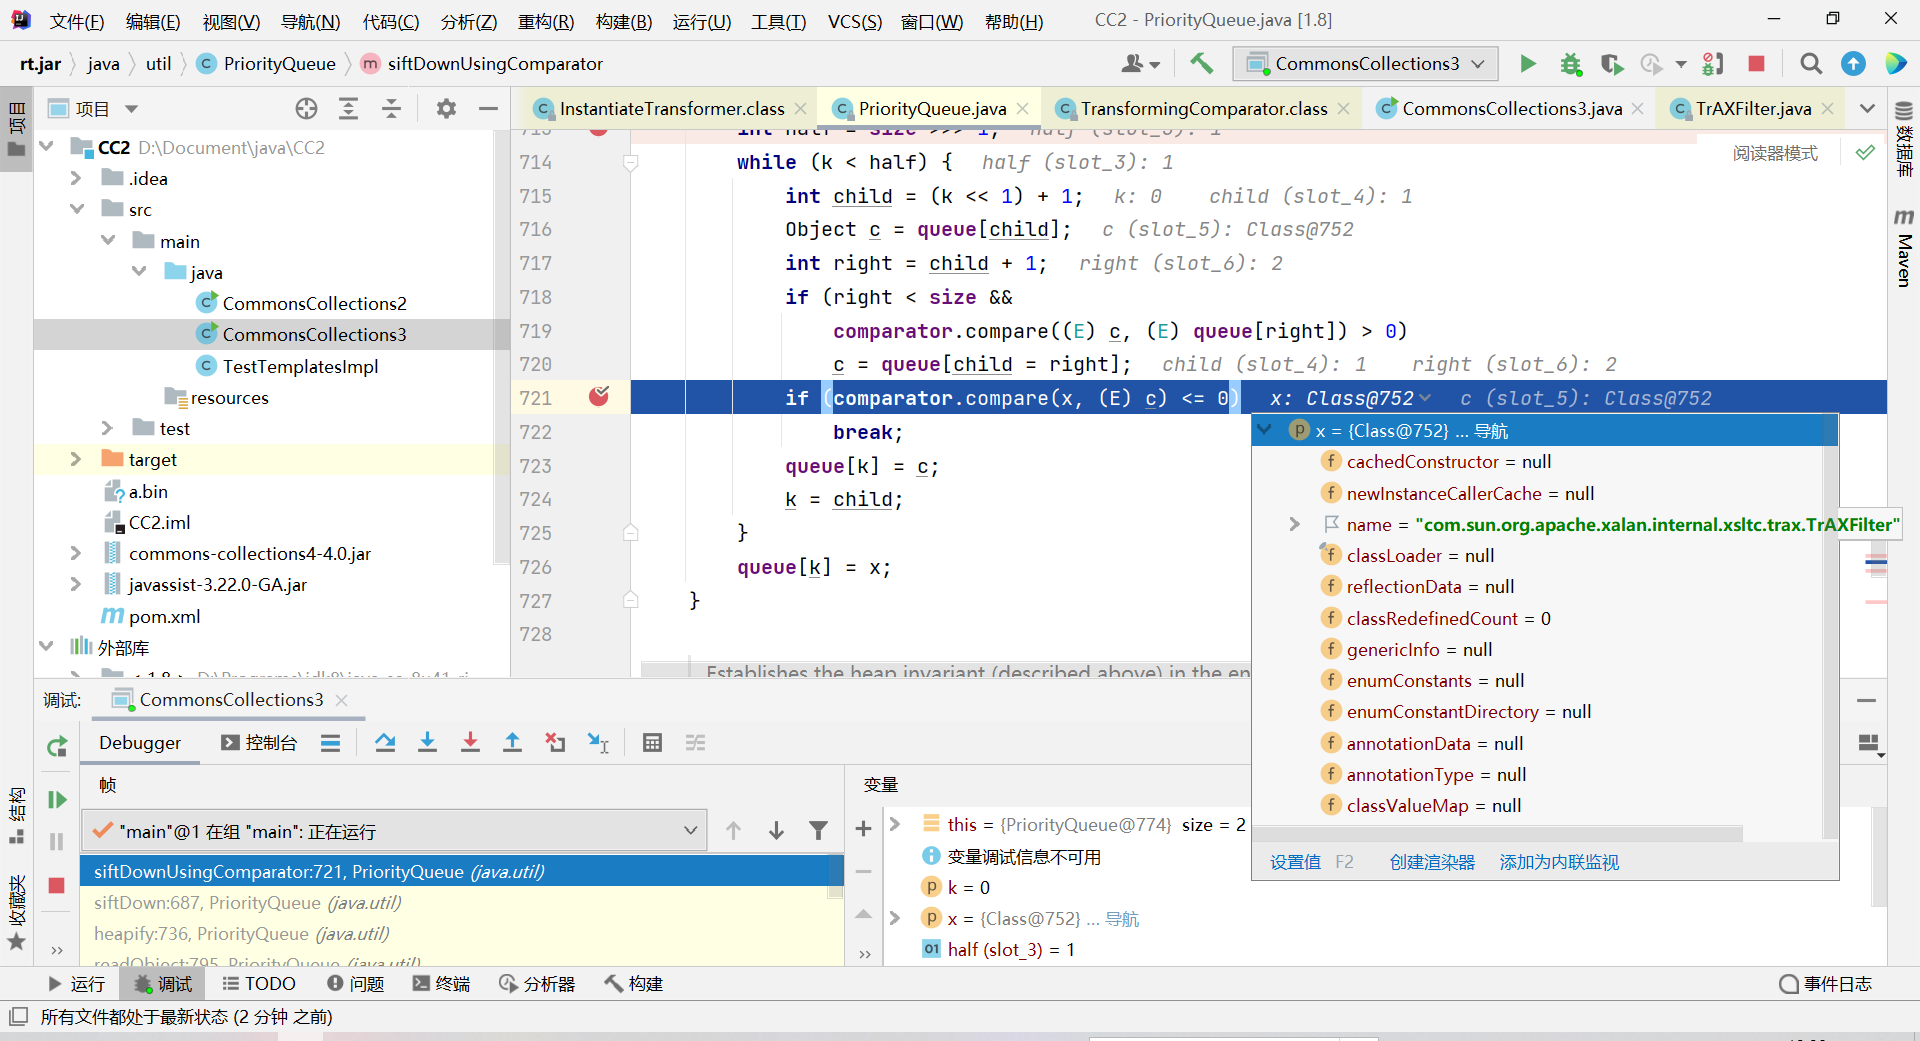 文件(F) 编辑(E) 视图(V) 导航(N) 代码(C) 分析(Z) 重构(R) 构建(B) 运行(U) 工具(T) VCS(S) 窗口(W) 帮助(H) CC2 - PriorityQueue.java [1.8]
rt.jar java util PriorityQueue siftDownUsingComparator CommonsCollections3
项目
InstantiateTransformer.class PriorityQueue.java TransformingComparator.class CommonsCollections3.java TrAXFilter.java
项目
CC2 D:\Document\java\CC2
.idea
src
main
java
CommonsCollections2
CommonsCollections3
TestTemplatesImpl
resources
test
target
a.bin
CC2.iml
commons-collections4-4.0.jar
javassist-3.22.0-GA.jar
pom.xml
外部库
713 int half = size >>> 1; half (slot_3): 1
714 while (k < half) { half (slot_3): 1
715 int child = (k << 1) + 1; k: 0 child (slot_4): 1
716 Object c = queue[child]; c (slot_5): Class@752
717 int right = child + 1; right (slot_6): 2
718 if (right < size &&
719 comparator.compare((E) c, (E) queue[right]) > 0)
720 c = queue[child = right]; child (slot_4): 1 right (slot_6): 2
721 if (comparator.compare(x, (E) c) <= 0) x: Class@752 c (slot_5): Class@752
722 break;
723 queue[k] = c;
724 k = child;
725 }
726 queue[k] = x;
727 }
728
Establishes the heap invariant (described above) in the en
阅读器模式
数据库
Maven
x = {Class@752} ... 导航
cachedConstructor = null
newInstanceCallerCache = null
name = "com.sun.org.apache.xalan.internal.xsltc.trax.TrAXFilter"
classLoader = null
reflectionData = null
classRedefinedCount = 0
genericInfo = null
enumConstants = null
enumConstantDirectory = null
annotationData = null
annotationType = null
classValueMap = null
设置值 F2 创建渲染器 添加为内联监视
调试: CommonsCollections3
Debugger 控制台
帧
"main"@1 在组 "main": 正在运行
siftDownUsingComparator:721, PriorityQueue (java.util)
siftDown:687, PriorityQueue (java.util)
heapify:736, PriorityQueue (java.util)
readObject:795, PriorityQueue (java.util)
变量
this = {PriorityQueue@774} size = 2
变量调试信息不可用
k = 0
x = {Class@752} ... 导航
half (slot_3) = 1
结构
收藏夹
运行 调试 TODO 问题 终端 分析器 构建 事件日志
所有文件都处于最新状态 (2 分钟 之前)